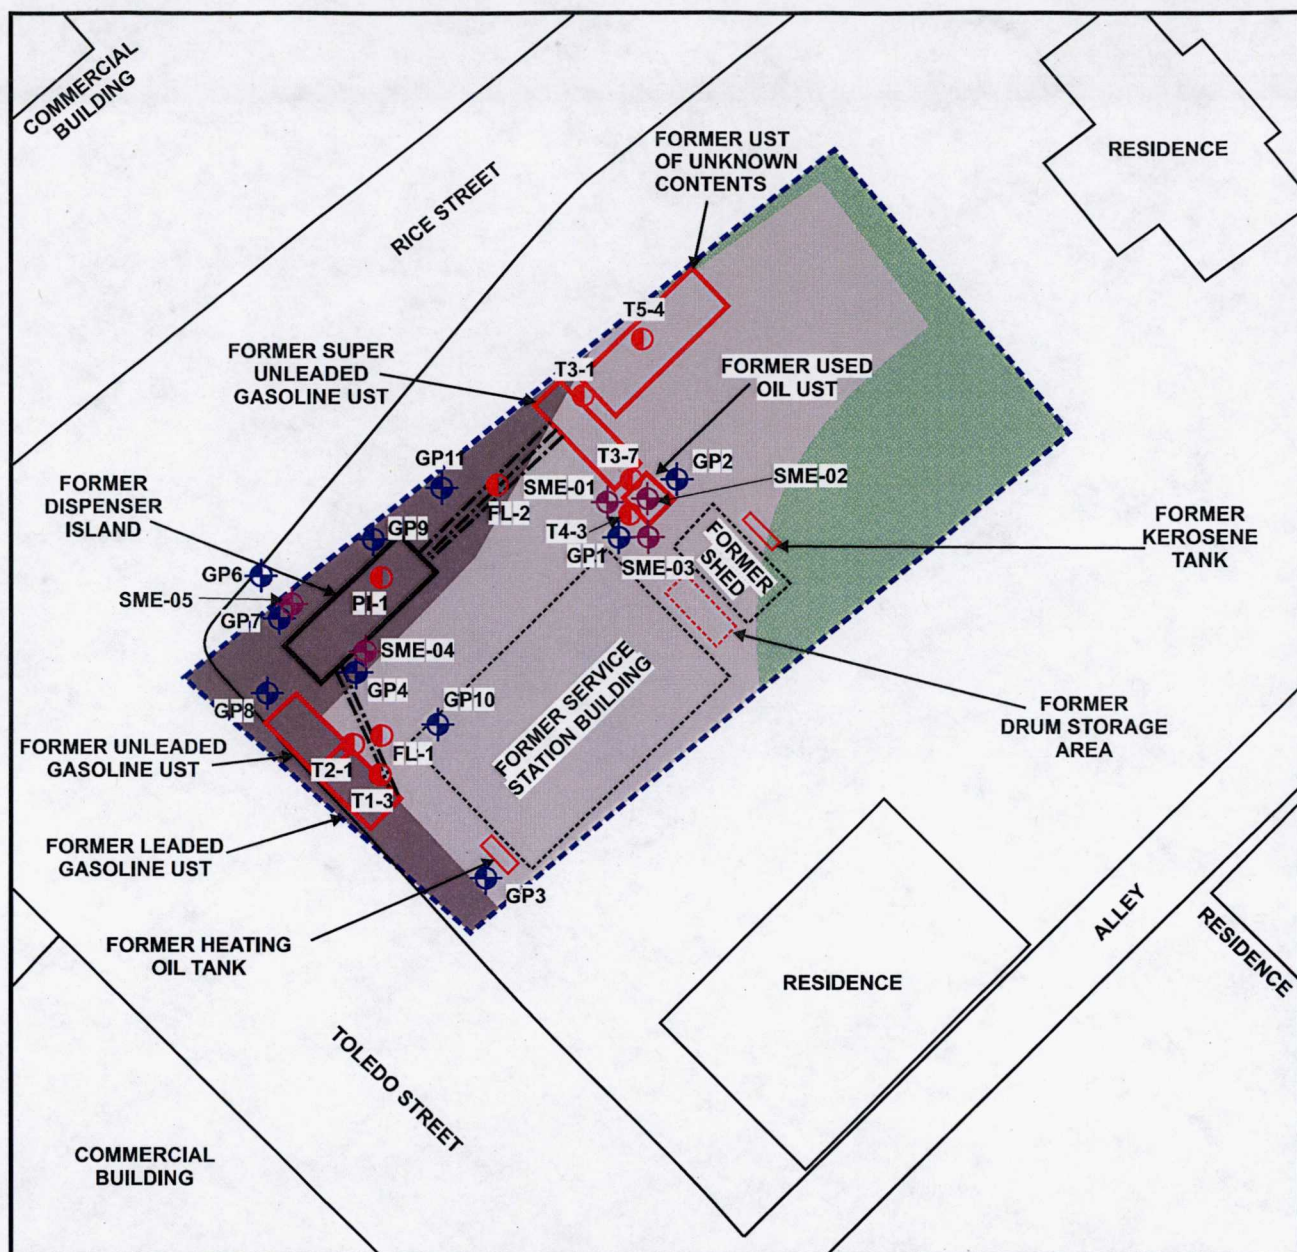 COMMERCIAL
BUILDING
RICE STREET
FORMER UST
OF UNKNOWN
CONTENTS
RESIDENCE
T5-4
FORMER SUPER
UNLEADED
GASOLINE UST
T3-1
FORMER USED
OIL UST
GP11
T3-7
GP2
SME-01
SME-02
FORMER
DISPENSER
ISLAND
FL-2
GP9
T4-3
GP1
SME-03
FORMER
SHED
FORMER
KEROSENE
TANK
GP6
SME-05
PI-1
GP7
SME-04
GP4
GP8
GP10
FORMER SERVICE
STATION BUILDING
FORMER
DRUM STORAGE
AREA
FORMER UNLEADED
GASOLINE UST
FL-1
T2-1
T1-3
FORMER LEADED
GASOLINE UST
GP3
FORMER HEATING
OIL TANK
RESIDENCE
ALLEY
RESIDENCE
TOLEDO STREET
COMMERCIAL
BUILDING